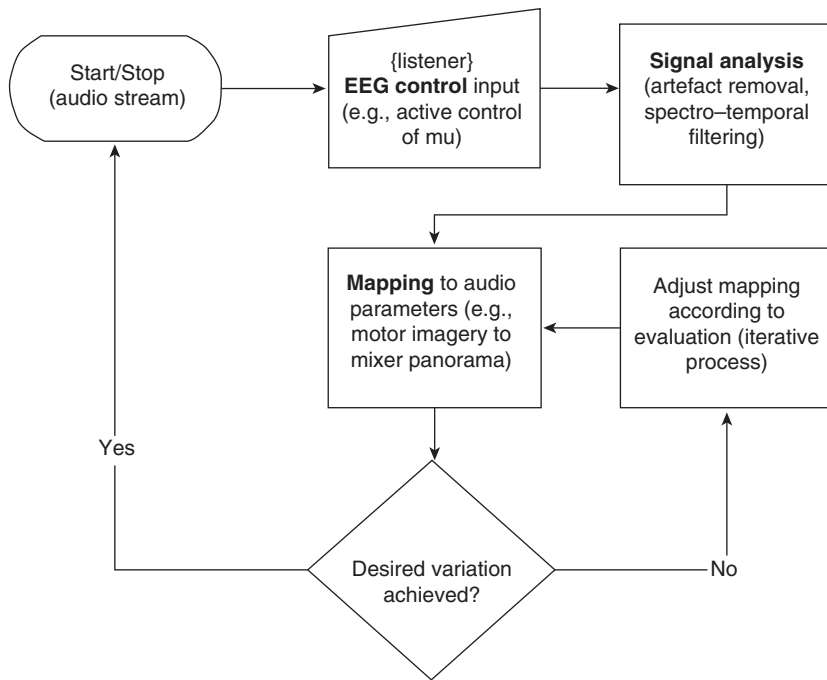 Start/Stop
(audio stream)
{listener}
EEG control input
(e.g., active control
of mu)
Signal analysis
(artefact removal,
spectro–temporal
filtering)
Mapping to audio
parameters (e.g.,
motor imagery to
mixer panorama)
Adjust mapping
according to
evaluation (iterative
process)
Yes
Desired variation
achieved?
No